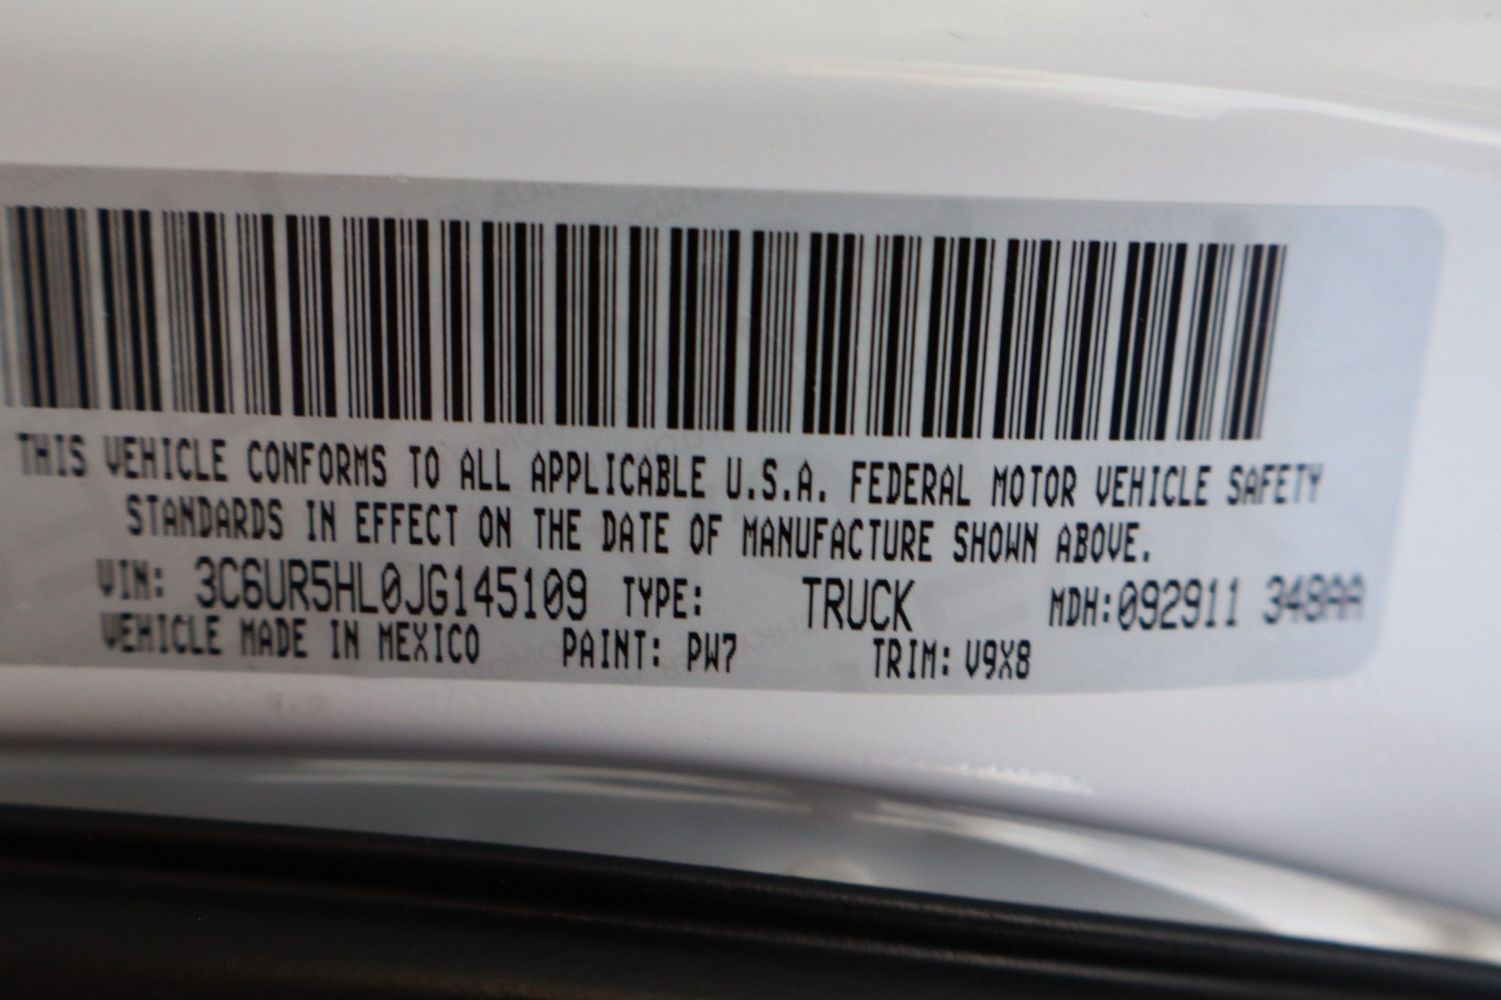 THIS VEHICLE CONFORMS TO ALL APPLICABLE U.S.A. FEDERAL MOTOR VEHICLE SAFETY
STANDARDS IN EFFECT ON THE DATE OF MANUFACTURE SHOWN ABOVE.
VIN: 3C6UR5HL0JG145109 TYPE: TRUCK MDH:092911 348AA
VEHICLE MADE IN MEXICO PAINT: PW7 TRIM: V9X8